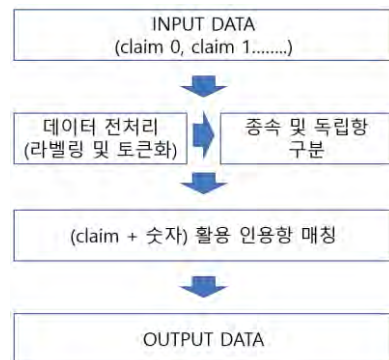 INPUT DATA
(claim 0, claim 1........)
데이터 전처리
(라벨링 및 토큰화)
종속 및 독립항
구분
(claim + 숫자) 활용 인용항 매칭
OUTPUT DATA